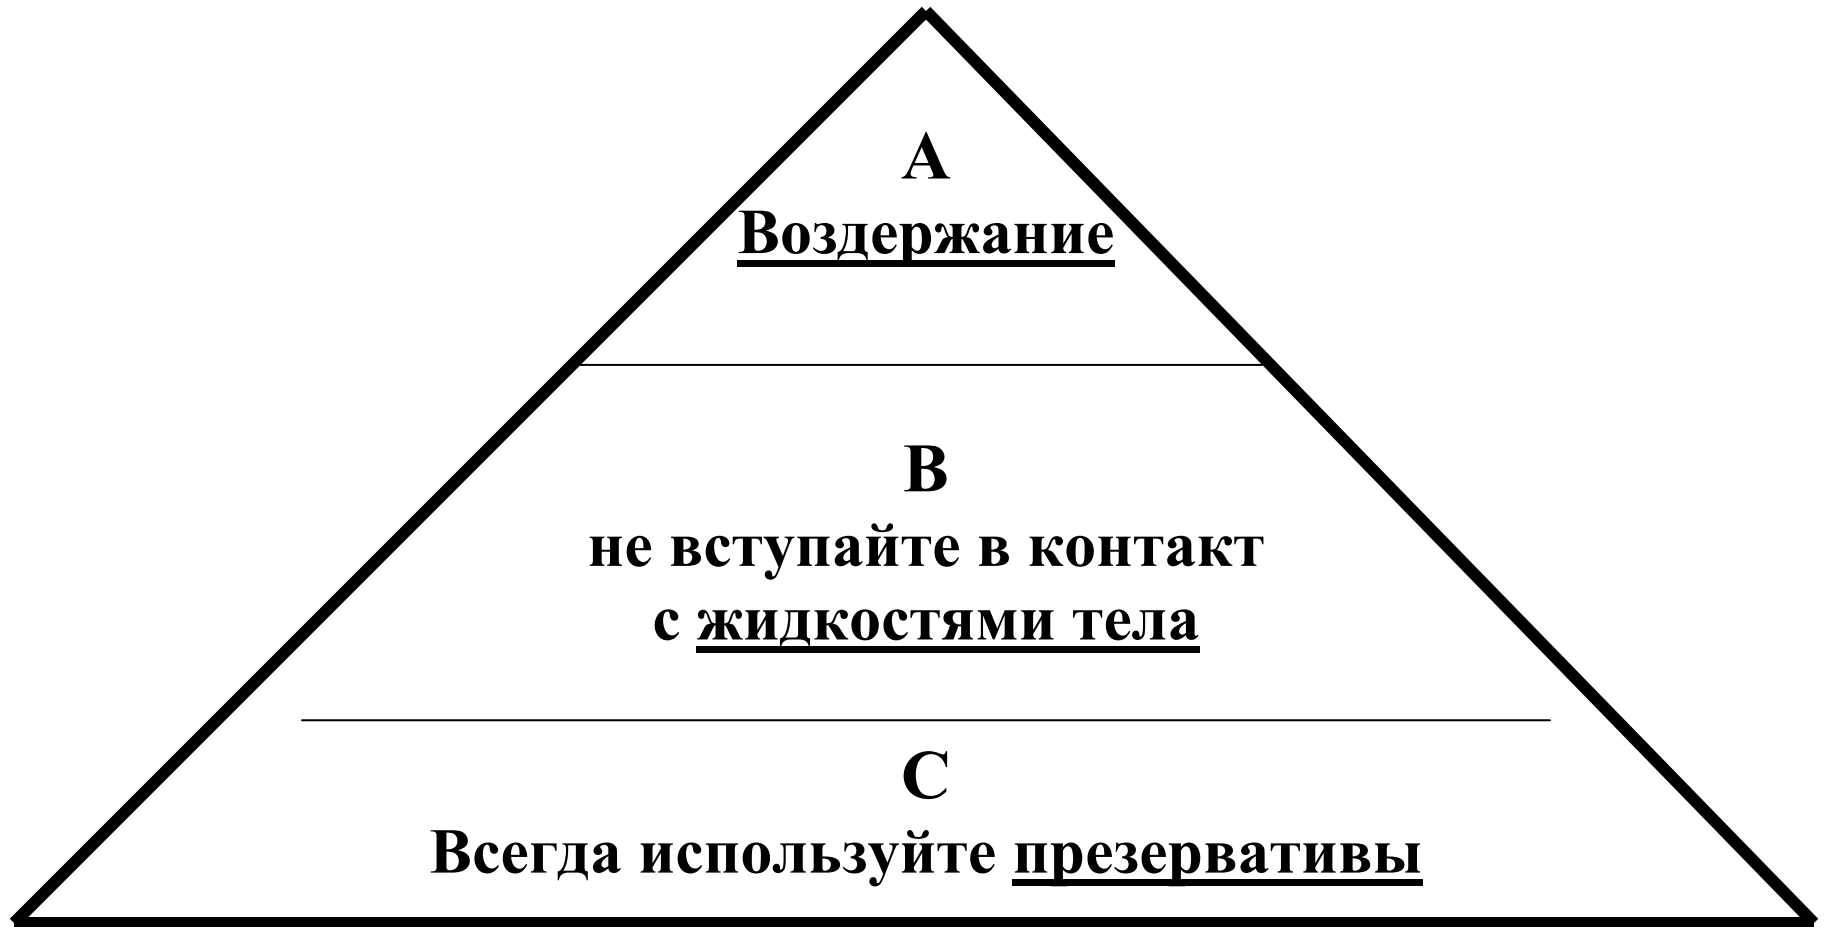 А
Воздержание
В
не вступайте в контакт
с жидкостями тела
С
Всегда используйте презервативы